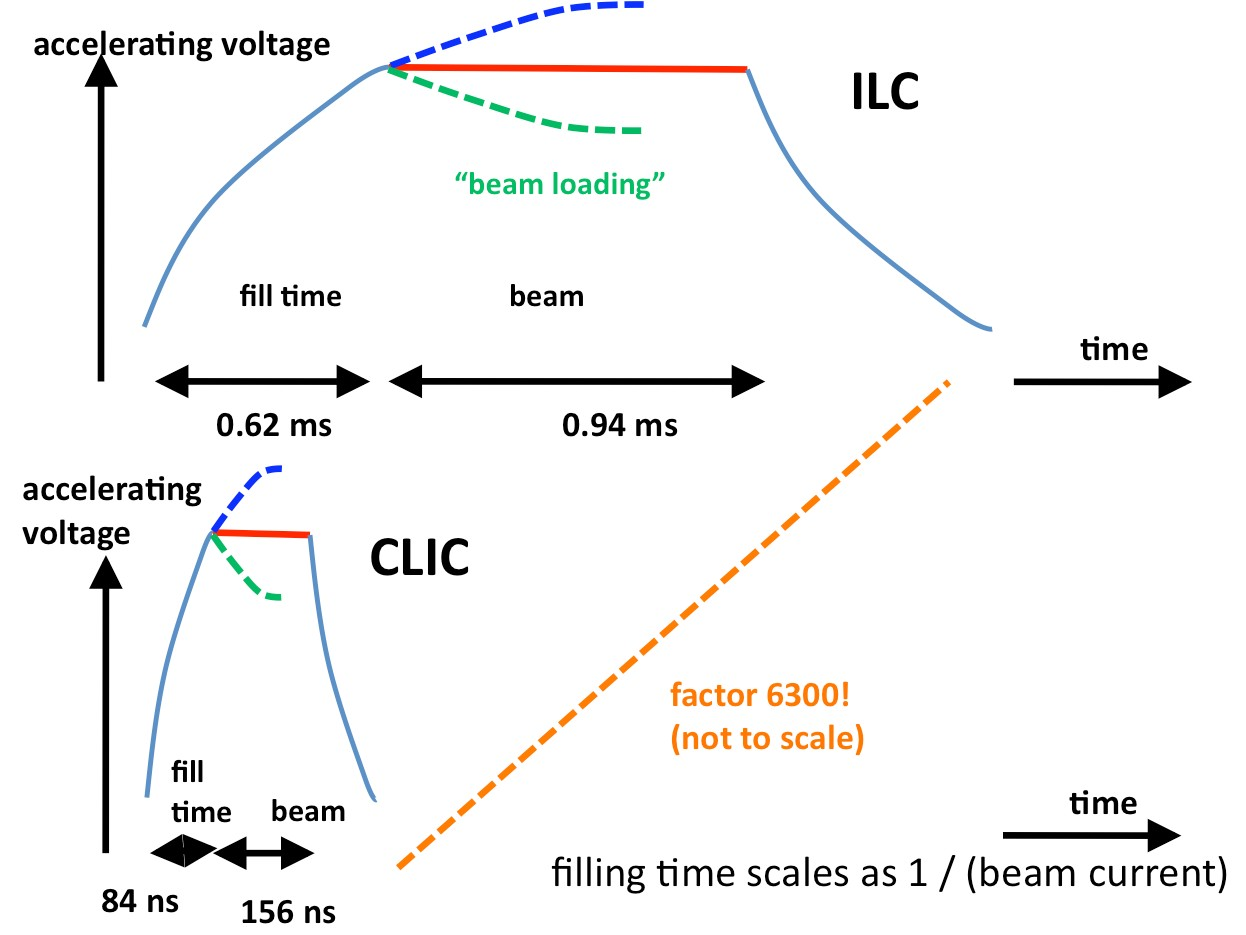 accelerating voltage
ILC
“beam loading”
fill time
beam
time
0.62 ms
0.94 ms
accelerating
voltage
CLIC
factor 6300!
(not to scale)
fill
time
beam
time
filling time scales as 1 / (beam current)
84 ns
156 ns